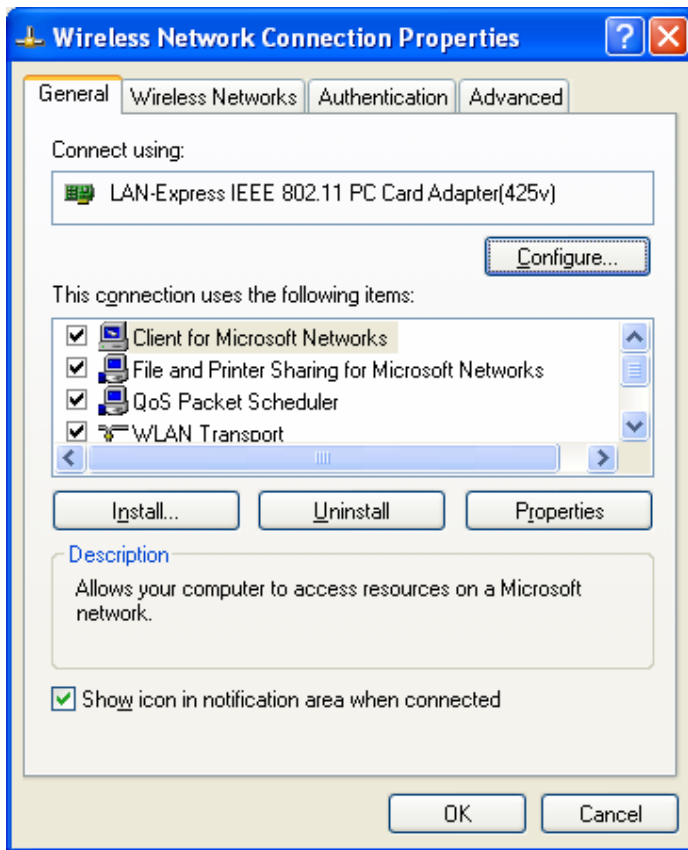 Wireless Network Connection Properties
General Wireless Networks Authentication Advanced
Connect using:
LAN-Express IEEE 802.11 PC Card Adapter(425v)
Configure...
This connection uses the following items:
Client for Microsoft Networks
File and Printer Sharing for Microsoft Networks
QoS Packet Scheduler
WLAN Transport
Install... Uninstall Properties
Description
Allows your computer to access resources on a Microsoft
network.
Show icon in notification area when connected
OK Cancel